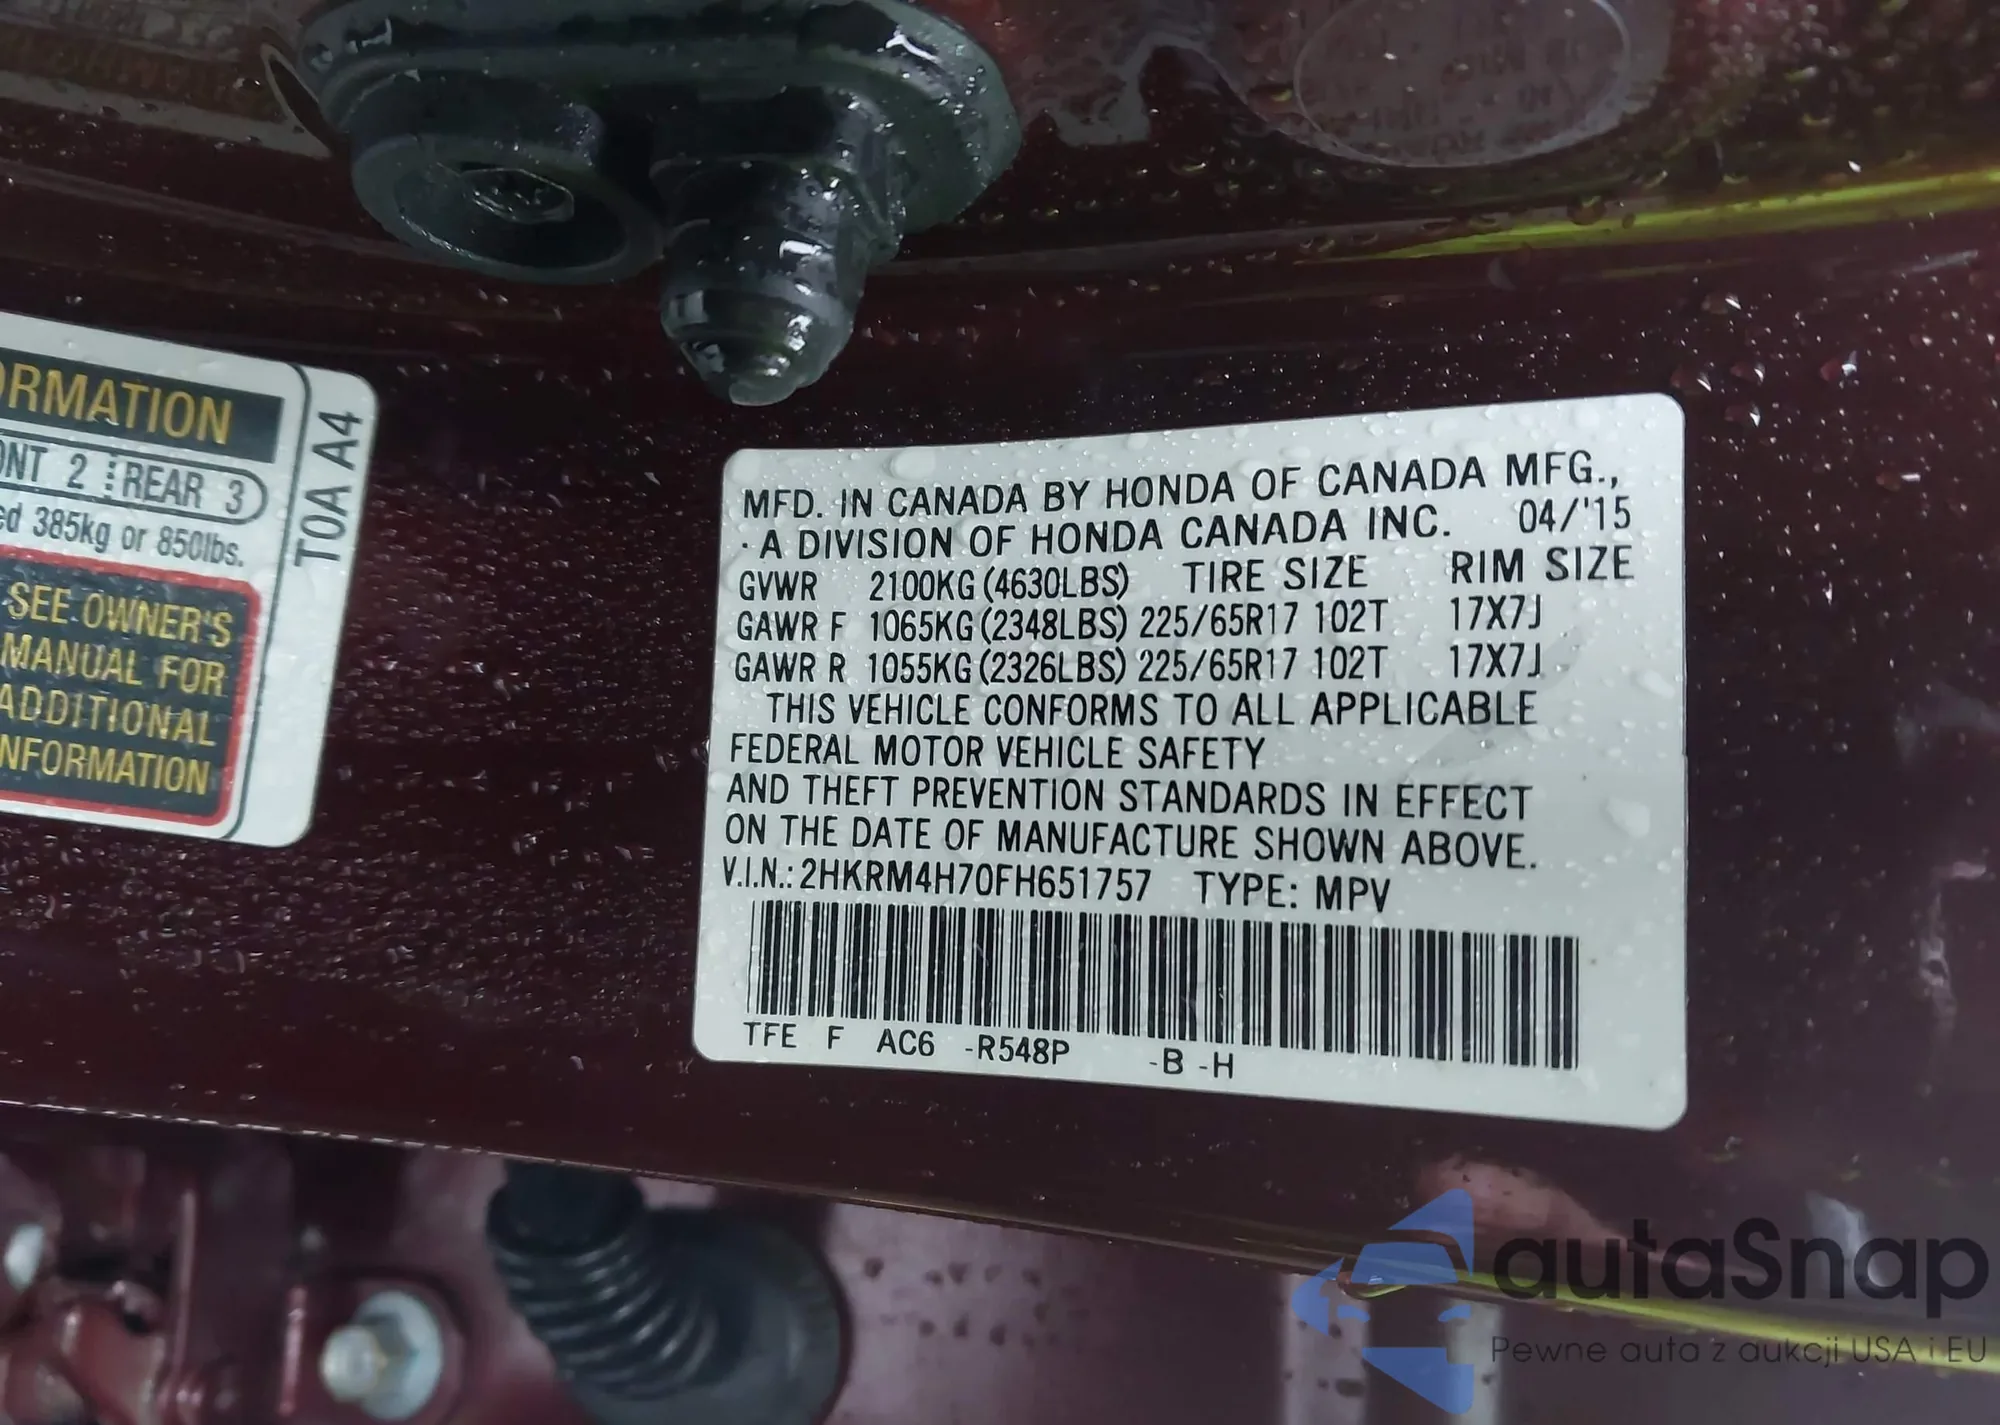 ORMATION
ONT 2 REAR 3
ed 385kg or 850lbs.
SEE OWNER'S
MANUAL FOR
ADDITIONAL
NFORMATION
T0A A4
MFD. IN CANADA BY HONDA OF CANADA MFG.,
· A DIVISION OF HONDA CANADA INC. 04/'15
GVWR 2100KG (4630LBS) TIRE SIZE RIM SIZE
GAWR F 1065KG (2348LBS) 225/65R17 102T 17X7J
GAWR R 1055KG (2326LBS) 225/65R17 102T 17X7J
THIS VEHICLE CONFORMS TO ALL APPLICABLE
FEDERAL MOTOR VEHICLE SAFETY
AND THEFT PREVENTION STANDARDS IN EFFECT
ON THE DATE OF MANUFACTURE SHOWN ABOVE.
V.I.N.: 2HKRM4H70FH651757 TYPE: MPV
TFE F AC6 -R548P -B -H
autaSnap
Pewne auta z aukcji USA i EU